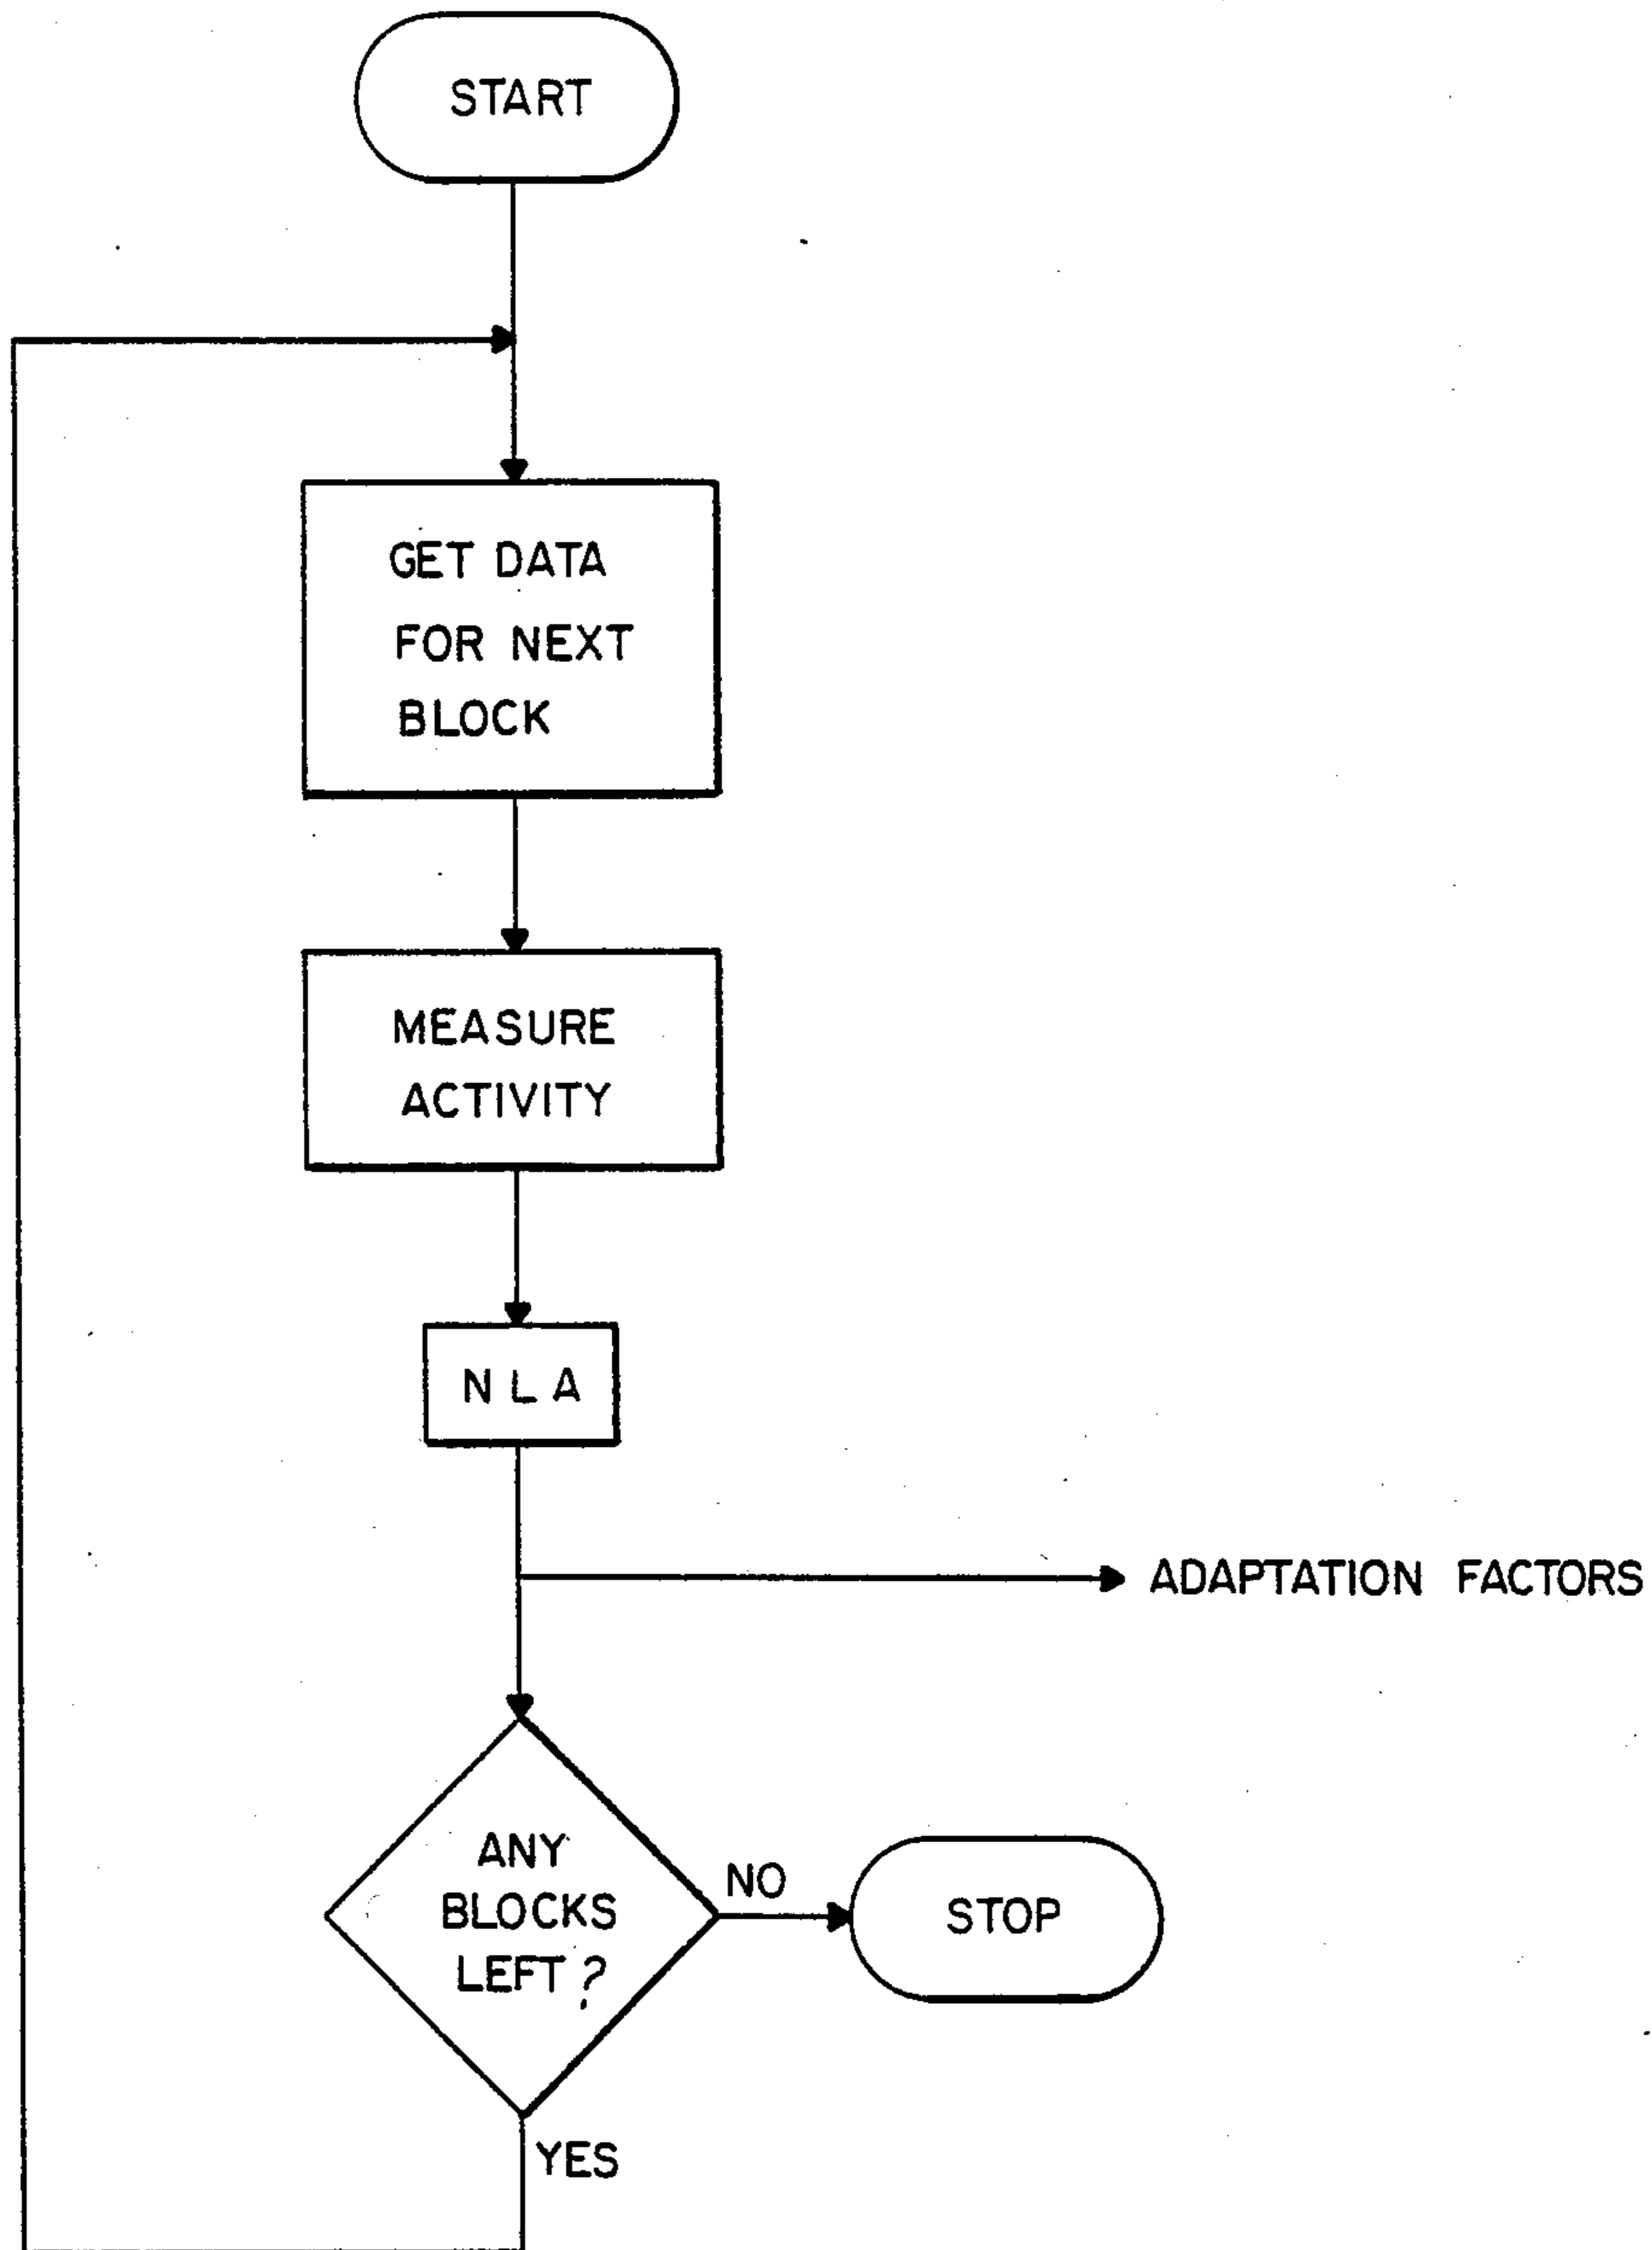 START
GET DATA
FOR NEXT
BLOCK
MEASURE
ACTIVITY
N L A
ADAPTATION FACTORS
ANY
BLOCKS
LEFT?
NO
STOP
YES